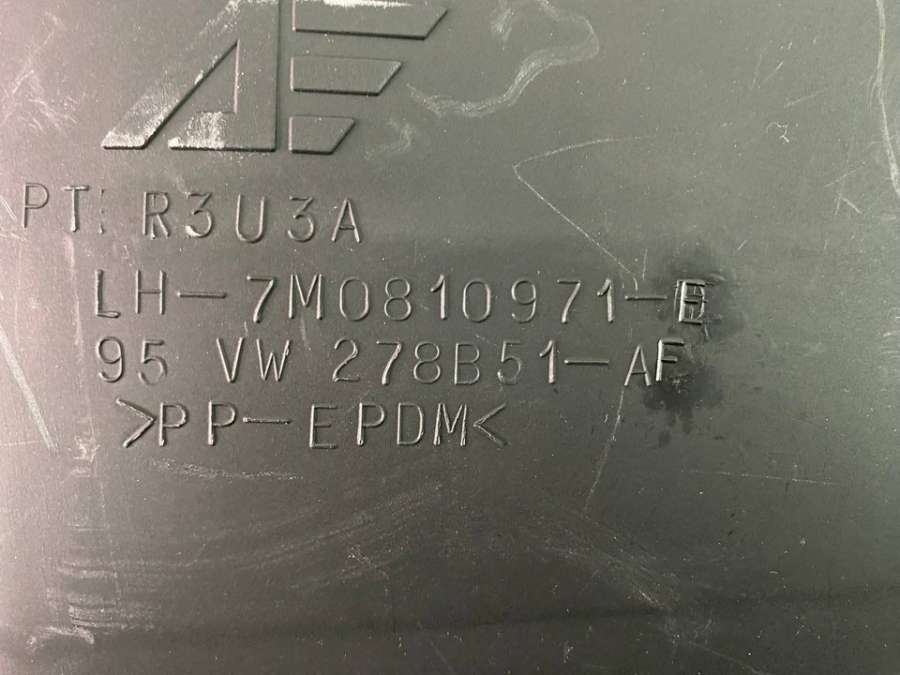 PT: R3U3A
LH-7M0810971-E
95 VW 278B51-AF
>PP-EPDM<